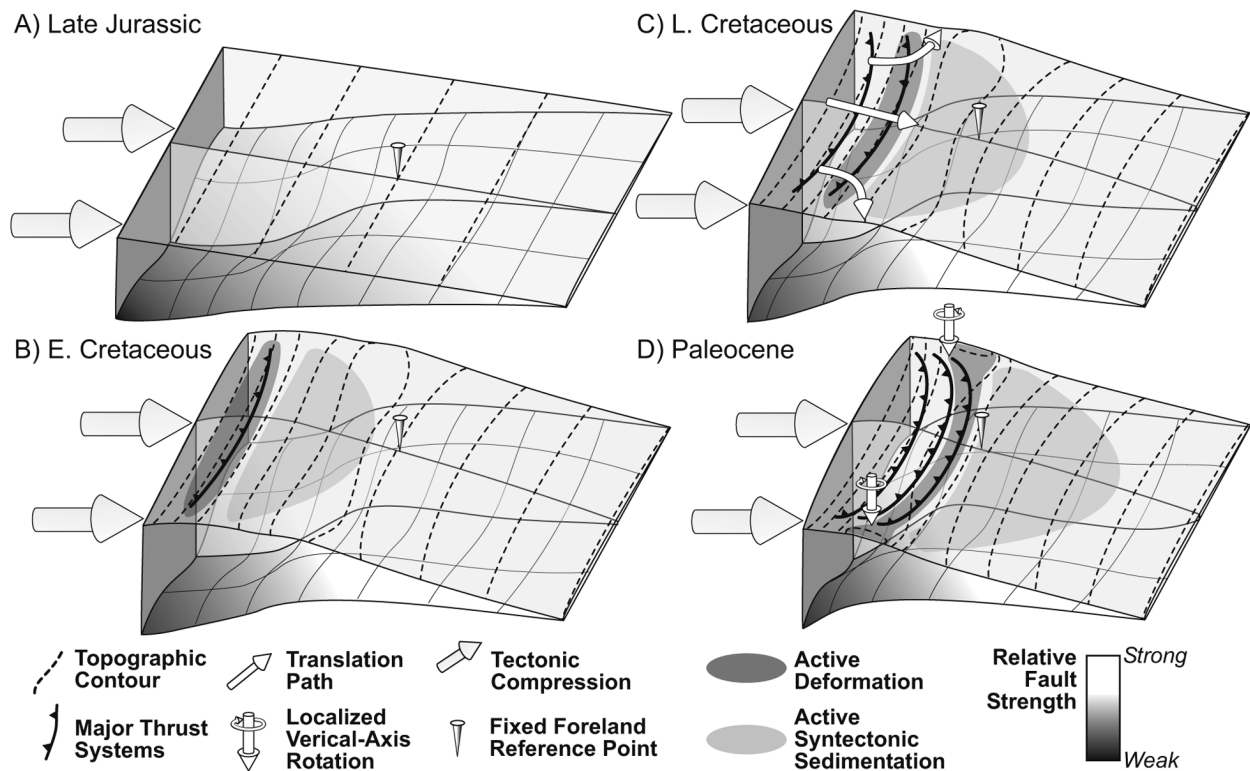 A) Late Jurassic
C) L. Cretaceous
B) E. Cretaceous
D) Paleocene
Topographic
Contour
Translation
Path
Tectonic
Compression
Active
Deformation
Relative
Fault
Strength
Strong
Weak
Major Thrust
Systems
Localized
Verical-Axis
Rotation
Fixed Foreland
Reference Point
Active
Syntectonic
Sedimentation